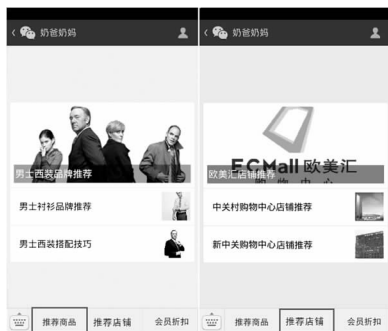 奶爸奶妈
男士西装品牌推荐
男士衬衫品牌推荐
男士西装搭配技巧
推荐商品 推荐店铺 会员折扣
奶爸奶妈
ECMall 欧美汇
购物中心
欧美汇店铺推荐
中关村购物中心店铺推荐
新中关购物中心店铺推荐
推荐商品 推荐店铺 会员折扣